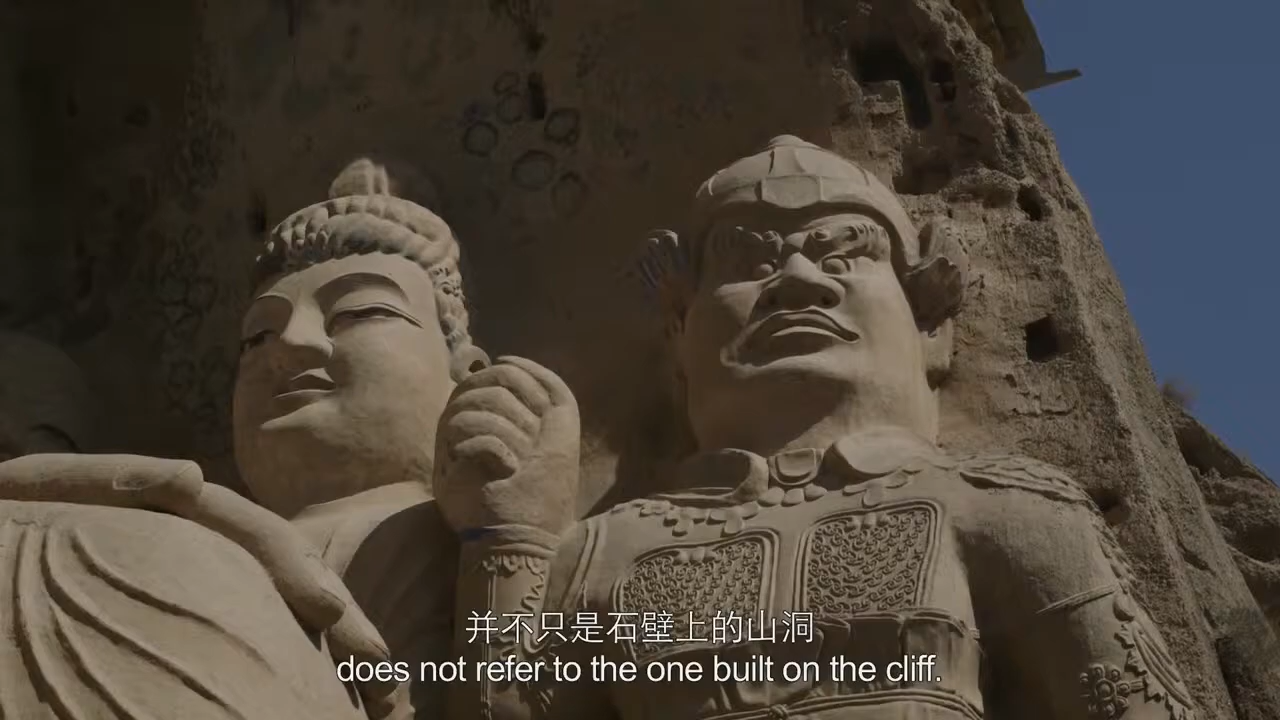 并不只是石壁上的山洞
does not refer to the one built on the cliff.